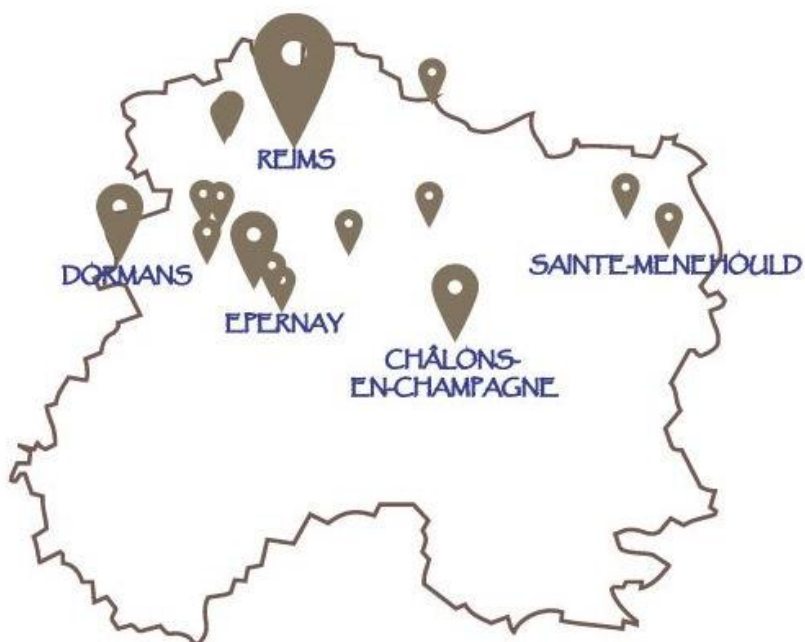 REIMS
DORMANS
SAINTE-MENEHOULD
EPERNAY
CHÂLONS-
EN-CHAMPAGNE